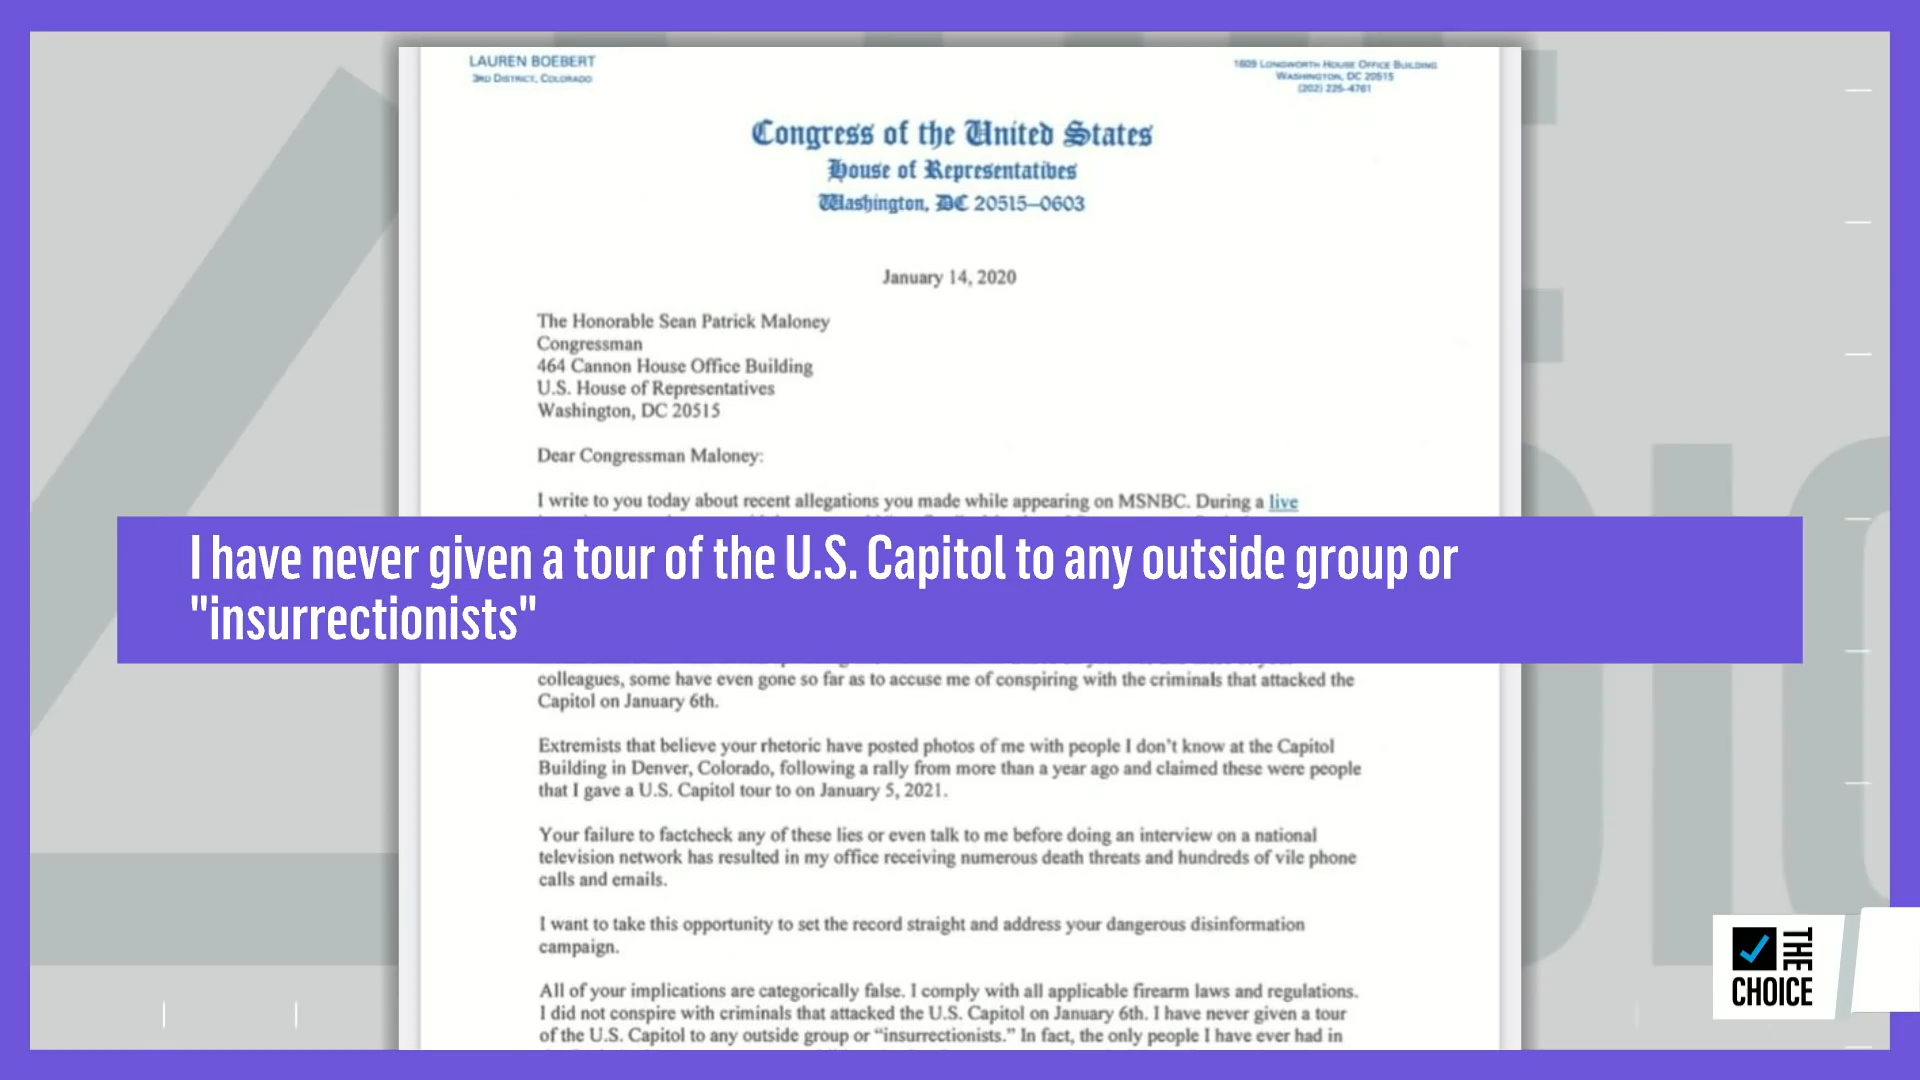 LAUREN BOEBERT
3RD DISTRICT, COLORADO
1609 LONGWORTH HOUSE OFFICE BUILDING
WASHINGTON, DC 20515
(202) 225-4761
Congress of the United States
House of Representatives
Washington, DC 20515–0603
January 14, 2020
The Honorable Sean Patrick Maloney
Congressman
464 Cannon House Office Building
U.S. House of Representatives
Washington, DC 20515
Dear Congressman Maloney:
I write to you today about recent allegations you made while appearing on MSNBC. During a live
I have never given a tour of the U.S. Capitol to any outside group or
"insurrectionists"
colleagues, some have even gone so far as to accuse me of conspiring with the criminals that attacked the
Capitol on January 6th.
Extremists that believe your rhetoric have posted photos of me with people I don't know at the Capitol
Building in Denver, Colorado, following a rally from more than a year ago and claimed these were people
that I gave a U.S. Capitol tour to on January 5, 2021.
Your failure to factcheck any of these lies or even talk to me before doing an interview on a national
television network has resulted in my office receiving numerous death threats and hundreds of vile phone
calls and emails.
I want to take this opportunity to set the record straight and address your dangerous disinformation
campaign.
All of your implications are categorically false. I comply with all applicable firearm laws and regulations.
I did not conspire with criminals that attacked the U.S. Capitol on January 6th. I have never given a tour
of the U.S. Capitol to any outside group or “insurrectionists.” In fact, the only people I have ever had in
THE
CHOICE